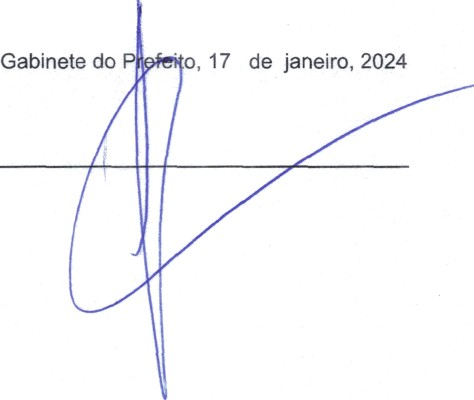 Gabinete do Prefeito, 17 de janeiro, 2024